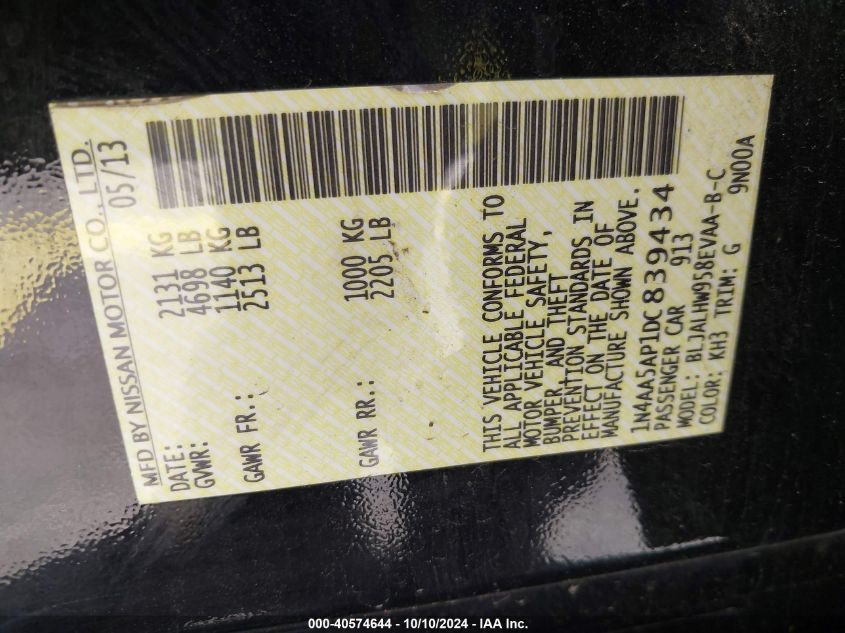 MFD BY NISSAN MOTOR CO., LTD.
DATE: 05/13
GVWR: 2131 KG
4698 LB
GAWR FR.: 1140 KG
2513 LB
GAWR RR.: 1000 KG
2205 LB
THIS VEHICLE CONFORMS TO
ALL APPLICABLE FEDERAL
MOTOR VEHICLE SAFETY,
BUMPER, AND THEFT
PREVENTION STANDARDS IN
EFFECT ON THE DATE OF
MANUFACTURE SHOWN ABOVE.
1N4AA5AP1DC839434
PASSENGER CAR 913
MODEL: BLJALHW958EVAA-B-C
COLOR: KH3 TRIM: G 9N00A
000-40574644 - 10/10/2024 - IAA Inc.